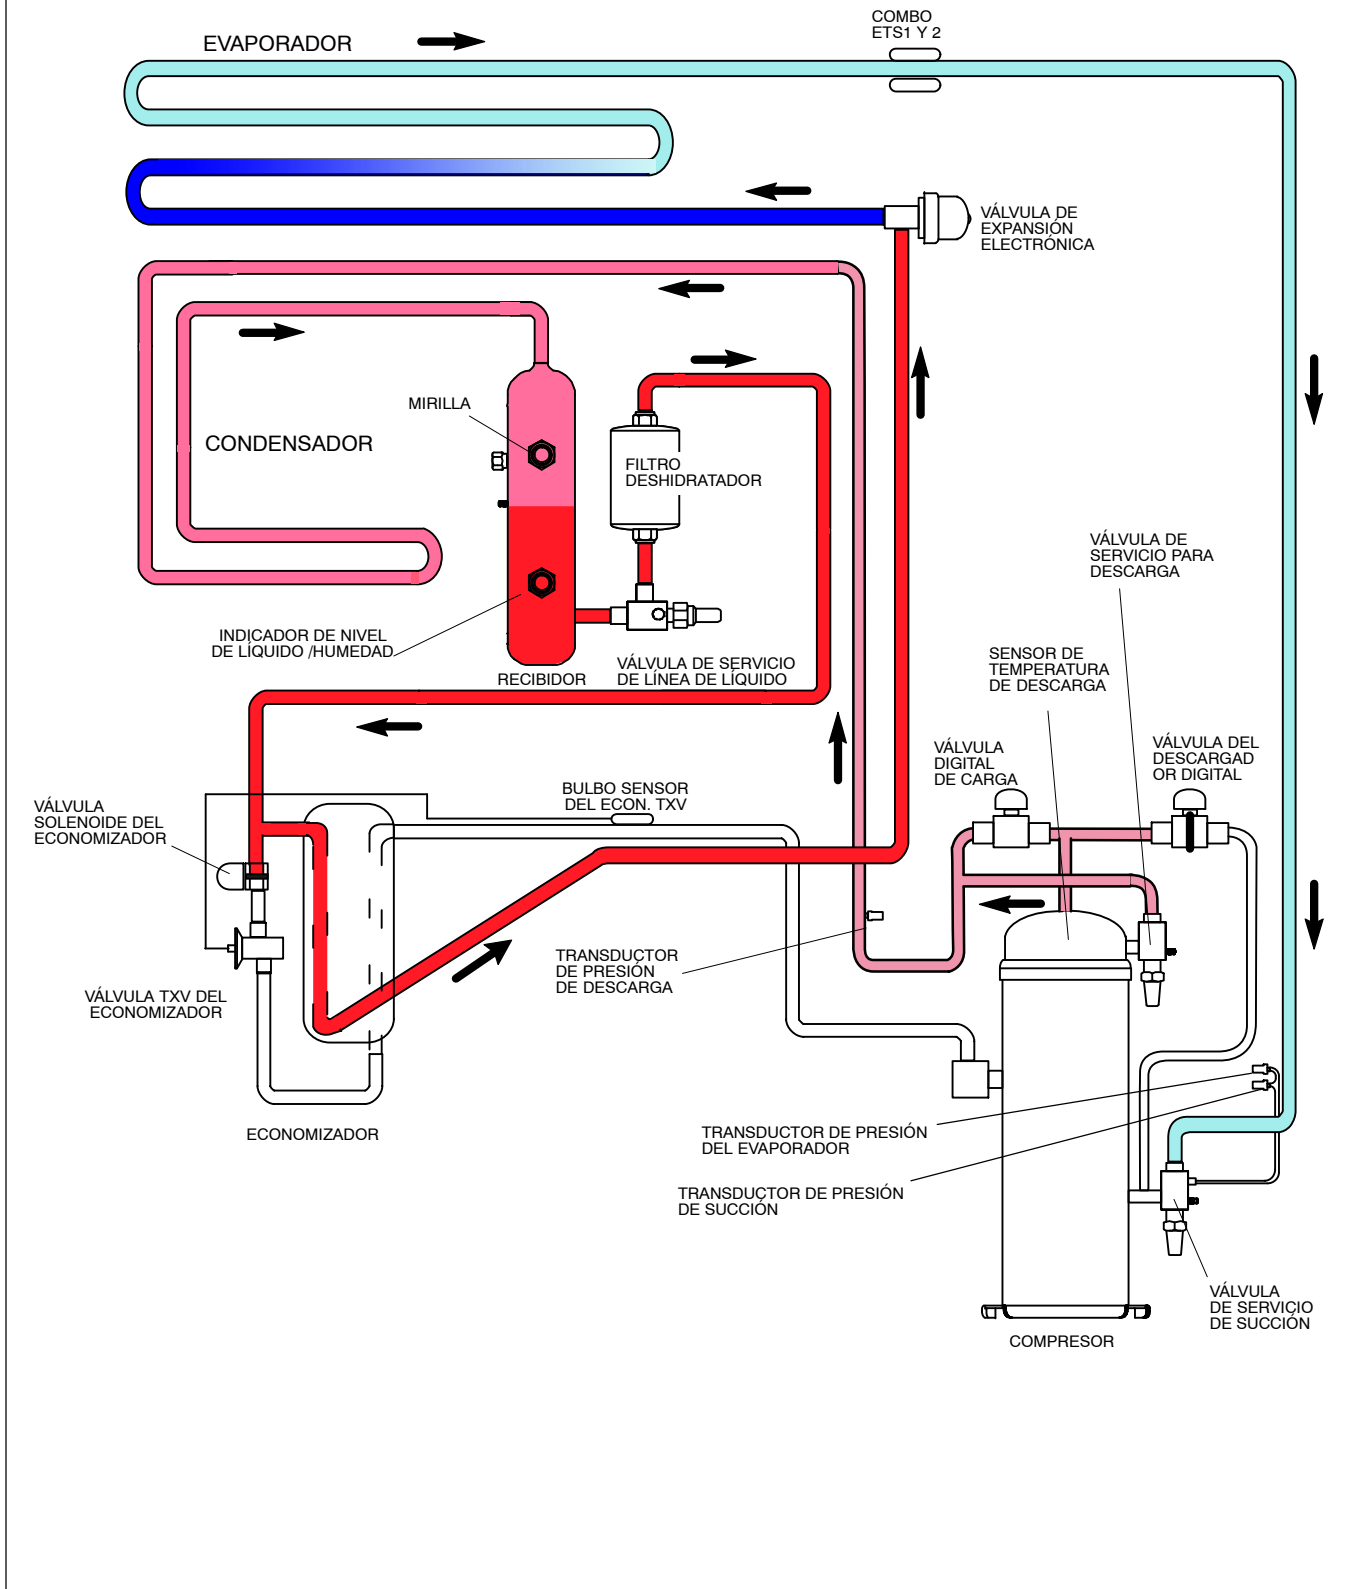 COMBO
ETS1 Y 2
EVAPORADOR
VÁLVULA DE
EXPANSIÓN
ELECTRÓNICA
MIRILLA
CONDENSADOR
FILTRO
DESHIDRATADOR
VÁLVULA DE
SERVICIO PARA
DESCARGA
INDICADOR DE NIVEL
DE LÍQUIDO /HUMEDAD
RECIBIDOR
VÁLVULA DE SERVICIO
DE LÍNEA DE LÍQUIDO
SENSOR DE
TEMPERATURA
DE DESCARGA
VÁLVULA
DIGITAL
DE CARGA
VÁLVULA DEL
DESCARGAD
OR DIGITAL
BULBO SENSOR
DEL ECON. TXV
VÁLVULA
SOLENOIDE DEL
ECONOMIZADOR
TRANSDUCTOR
DE PRESIÓN
DE DESCARGA
VÁLVULA TXV DEL
ECONOMIZADOR
ECONOMIZADOR
TRANSDUCTOR DE PRESIÓN
DEL EVAPORADOR
TRANSDUCTOR DE PRESIÓN
DE SUCCIÓN
VÁLVULA
DE SERVICIO
DE SUCCIÓN
COMPRESOR